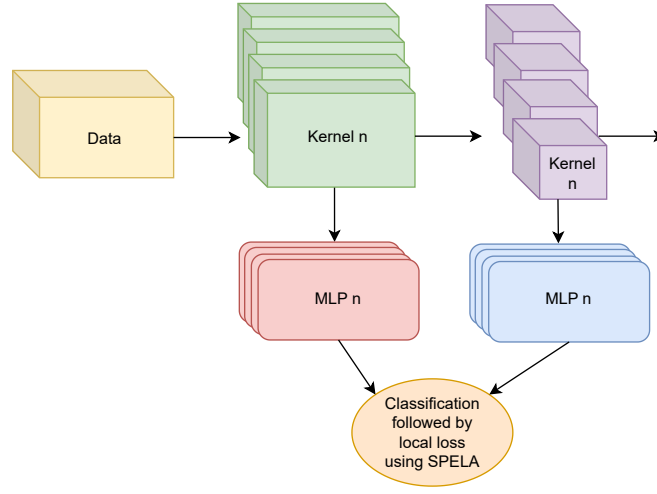 Data
Kernel n
Kernel
n
MLP n
MLP n
Classification
followed by
local loss
using SPELA